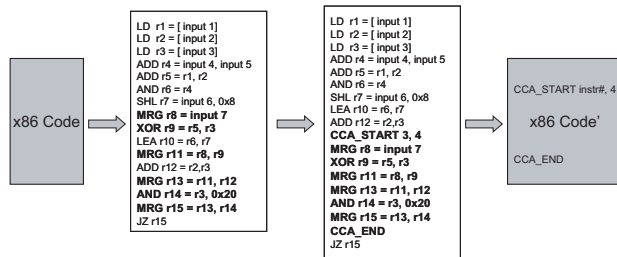 x86 Code
LD r1 = [ input 1]
LD r2 = [ input 2]
LD r3 = [ input 3]
ADD r4 = input 4, input 5
ADD r5 = r1, r2
AND r6 = r4
SHL r7 = input 6, 0x8
MRG r8 = input 7
XOR r9 = r5, r3
LEA r10 = r6, r7
MRG r11 = r8, r9
ADD r12 = r2,r3
MRG r13 = r11, r12
AND r14 = r3, 0x20
MRG r15 = r13, r14
JZ r15
LD r1 = [ input 1]
LD r2 = [ input 2]
LD r3 = [ input 3]
ADD r4 = input 4, input 5
ADD r5 = r1, r2
AND r6 = r4
SHL r7 = input 6, 0x8
LEA r10 = r6, r7
ADD r12 = r2,r3
CCA_START 3, 4
MRG r8 = input 7
XOR r9 = r5, r3
MRG r11 = r8, r9
MRG r13 = r11, r12
AND r14 = r3, 0x20
MRG r15 = r13, r14
CCA_END
JZ r15
CCA_START instr#, 4
x86 Code'
CCA_END